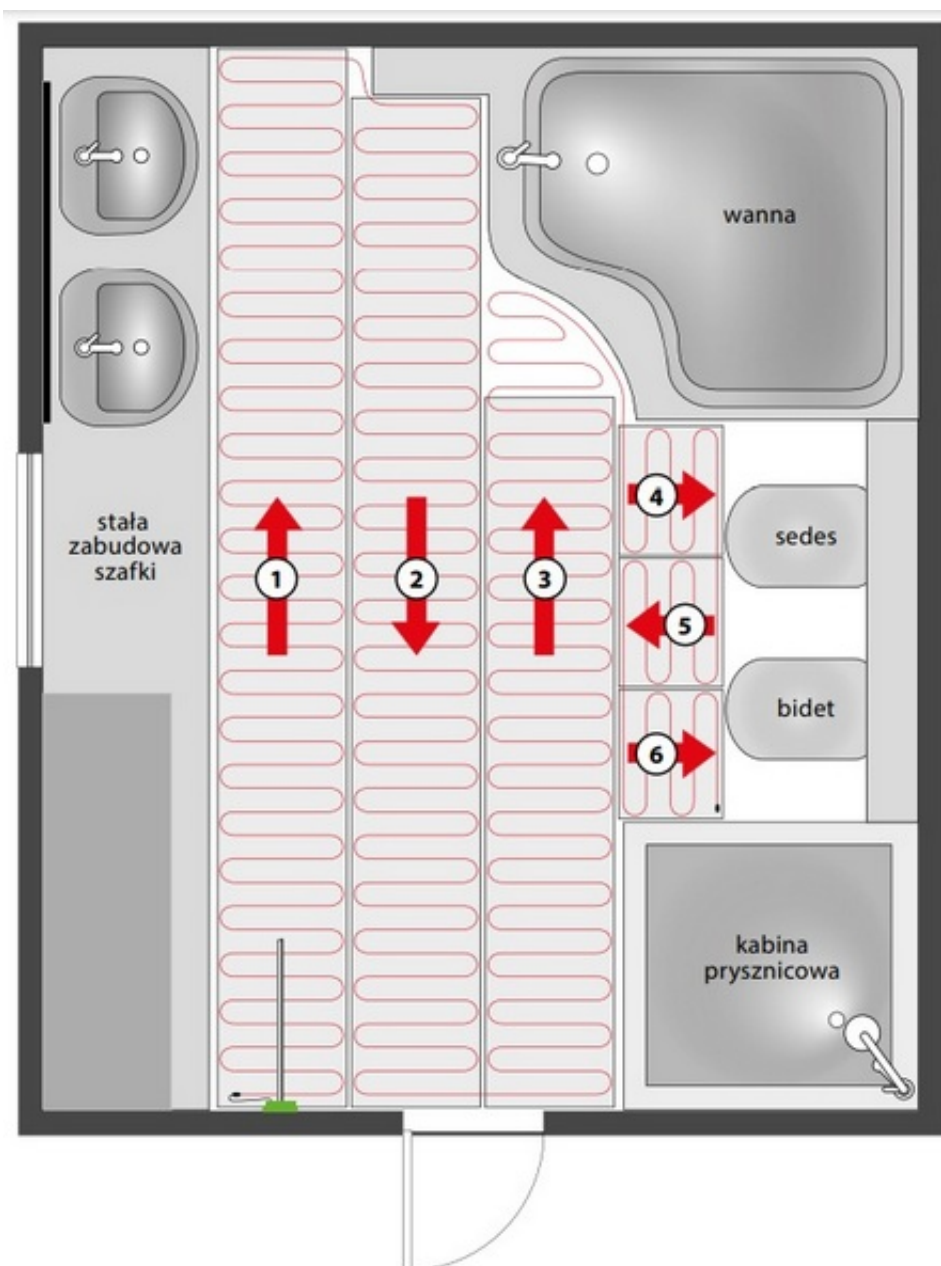 wanna
stała
zabudowa
szafki
1
2
3
4
5
6
sedes
bidet
kabina
prysznicowa